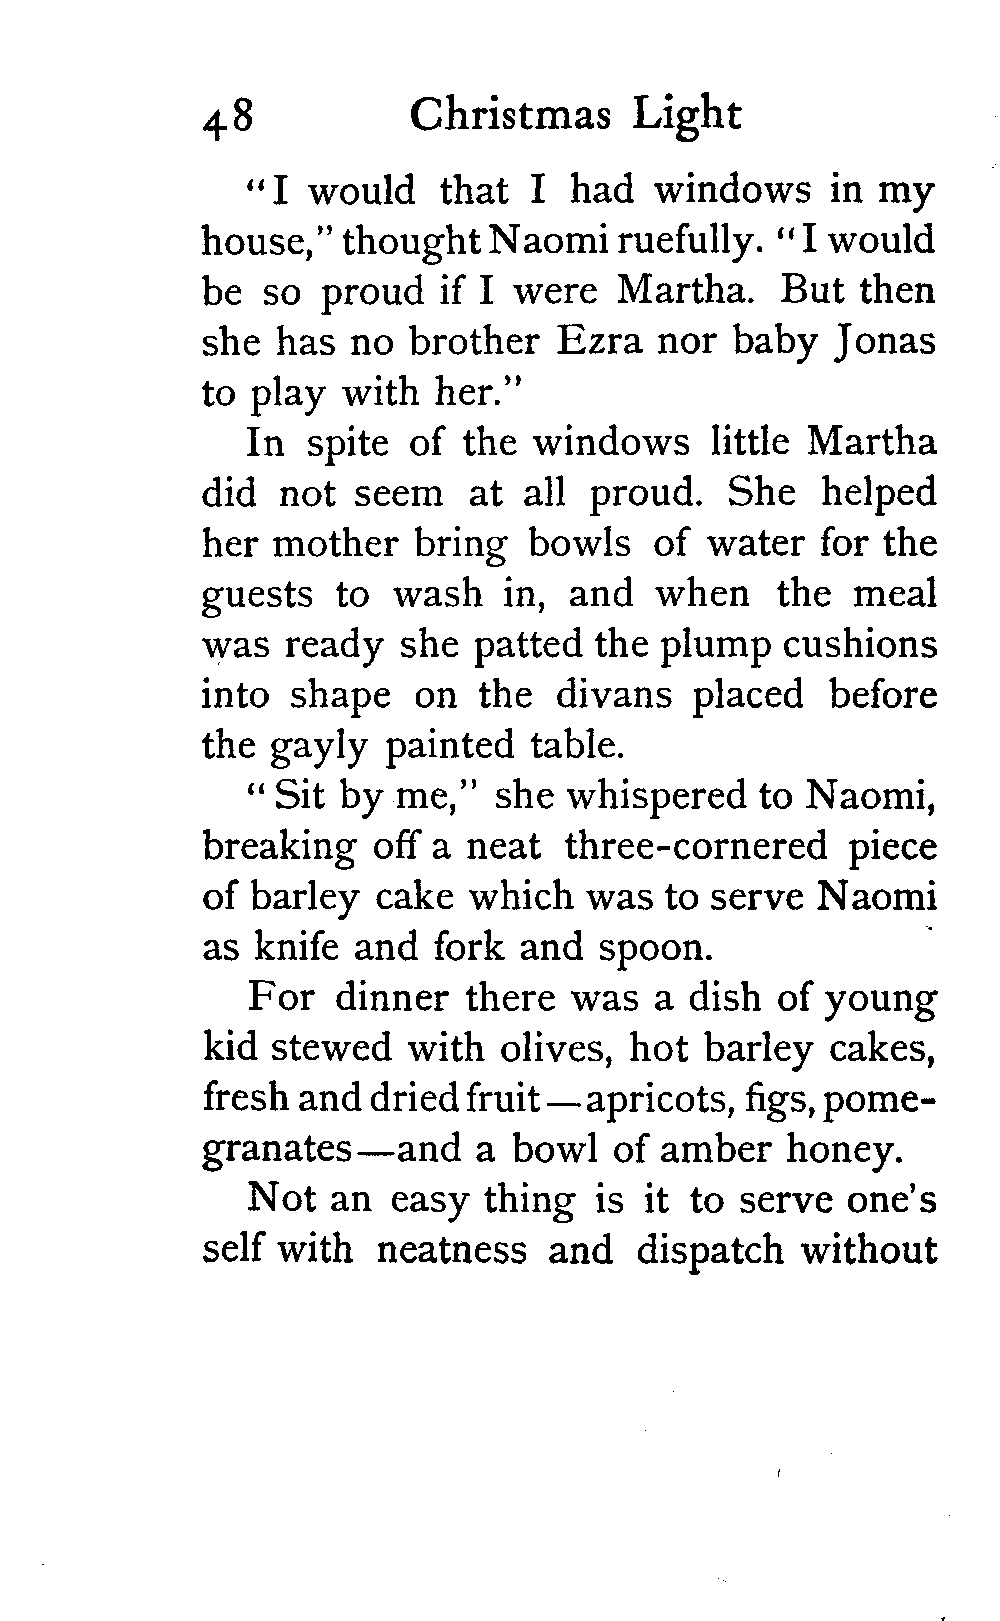 48 Christmas Light
"I would that I had windows in my
house," thought Naomi ruefully. "I would
be so proud if I were Martha. But then
she has no brother Ezra nor baby Jonas
to play with her."
In spite of the windows little Martha
did not seem at all proud. She helped
her mother bring bowls of water for the
guests to wash in, and when the meal
was ready she patted the plump cushions
into shape on the divans placed before
the gayly painted table.
"Sit by me," she whispered to Naomi,
breaking off a neat three-cornered piece
of barley cake which was to serve Naomi
as knife and fork and spoon.
For dinner there was a dish of young
kid stewed with olives, hot barley cakes,
fresh and dried fruit—apricots, figs, pome-
granates—and a bowl of amber honey.
Not an easy thing is it to serve one's
self with neatness and dispatch without